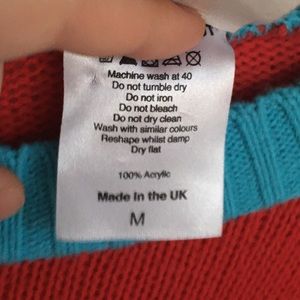 Machine wash at 40
Do not tumble dry
Do not iron
Do not bleach
Do not dry clean
Wash with similar colours
Reshape whilst damp
Dry flat
100% Acrylic
Made in the UK
M